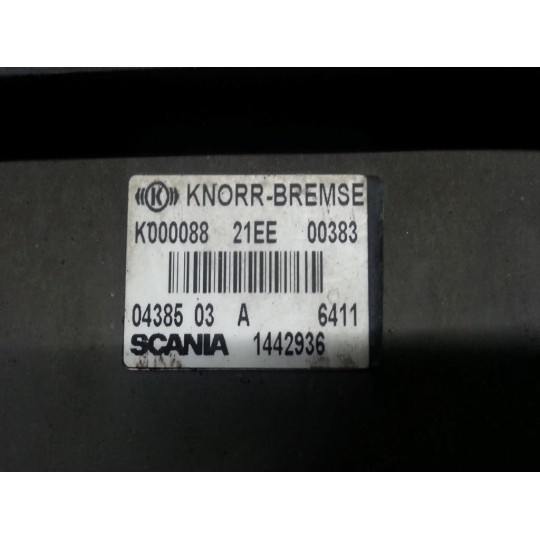 K KNORR-BREMSE
K000088 21EE 00383
04385 03 A 6411
SCANIA 1442936